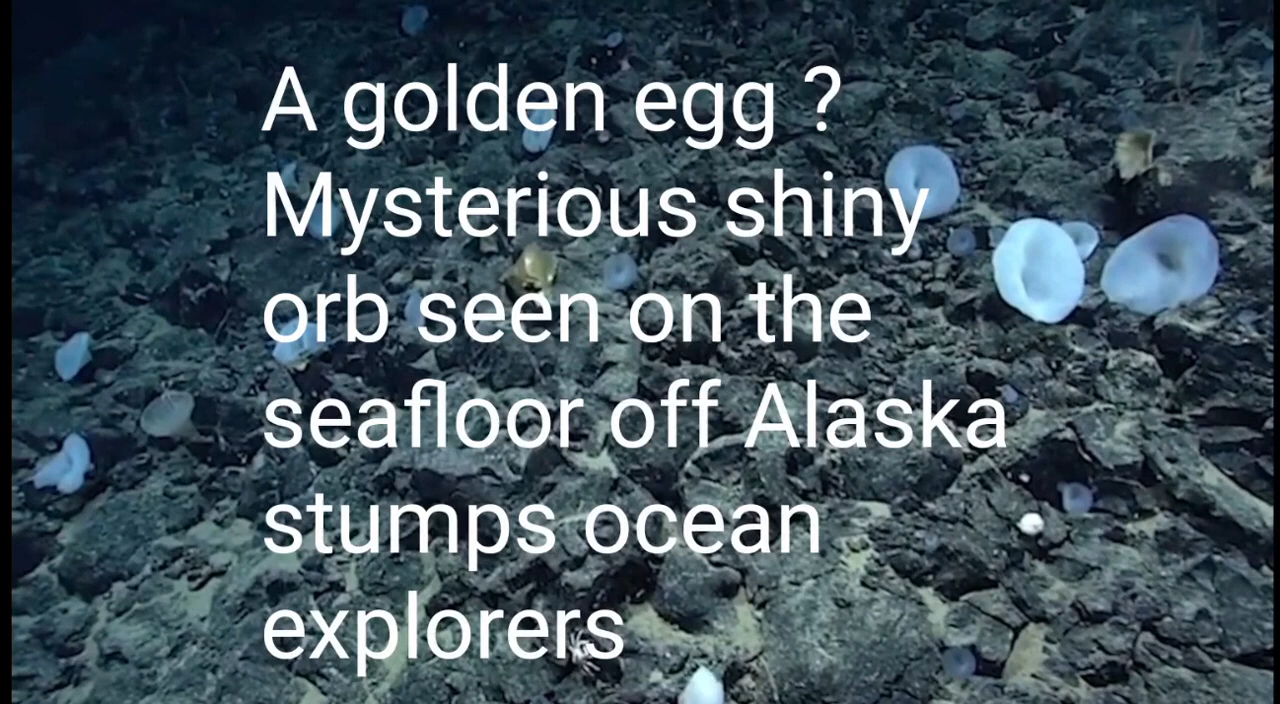 A golden egg ?
Mysterious shiny
orb seen on the
seafloor off Alaska
stumps ocean
explorers